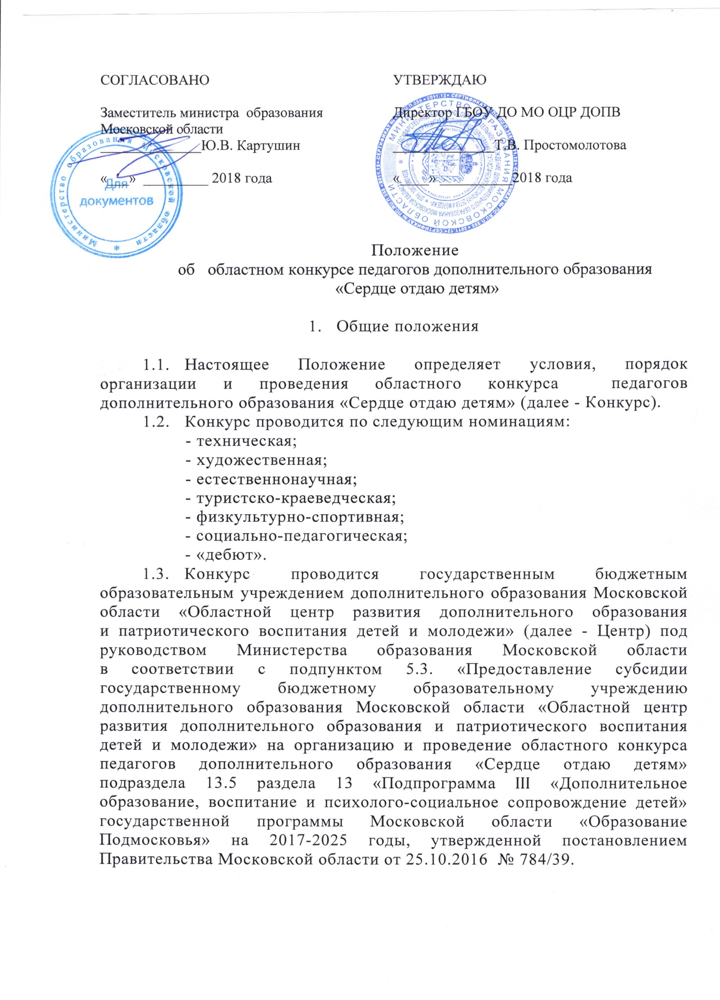 СОГЛАСОВАНО
Заместитель министра образования
Московской области
______________Ю.В. Картушин
«___» _________ 2018 года
УТВЕРЖДАЮ
Директор ГБОУ ДО МО ОЦР ДОПВ
______________Т.В. Простомолотова
«____»__________2018 года
Министерство образования Московской области
Для
документов
МИНИСТЕРСТВО ОБРАЗОВАНИЯ МОСКОВСКОЙ ОБЛАСТИ
Положение
об областном конкурсе педагогов дополнительного образования
«Сердце отдаю детям»
1. Общие положения
1.1. Настоящее Положение определяет условия, порядок
организации и проведения областного конкурса педагогов
дополнительного образования «Сердце отдаю детям» (далее - Конкурс).
1.2. Конкурс проводится по следующим номинациям:
- техническая;
- художественная;
- естественнонаучная;
- туристско-краеведческая;
- физкультурно-спортивная;
- социально-педагогическая;
- «дебют».
1.3. Конкурс проводится государственным бюджетным
образовательным учреждением дополнительного образования Московской
области «Областной центр развития дополнительного образования
и патриотического воспитания детей и молодежи» (далее - Центр) под
руководством Министерства образования Московской области
в соответствии с подпунктом 5.3. «Предоставление субсидии
государственному бюджетному образовательному учреждению
дополнительного образования Московской области «Областной центр
развития дополнительного образования и патриотического воспитания
детей и молодежи» на организацию и проведение областного конкурса
педагогов дополнительного образования «Сердце отдаю детям»
подраздела 13.5 раздела 13 «Подпрограмма III «Дополнительное
образование, воспитание и психолого-социальное сопровождение детей»
государственной программы Московской области «Образование
Подмосковья» на 2017-2025 годы, утвержденной постановлением
Правительства Московской области от 25.10.2016 № 784/39.